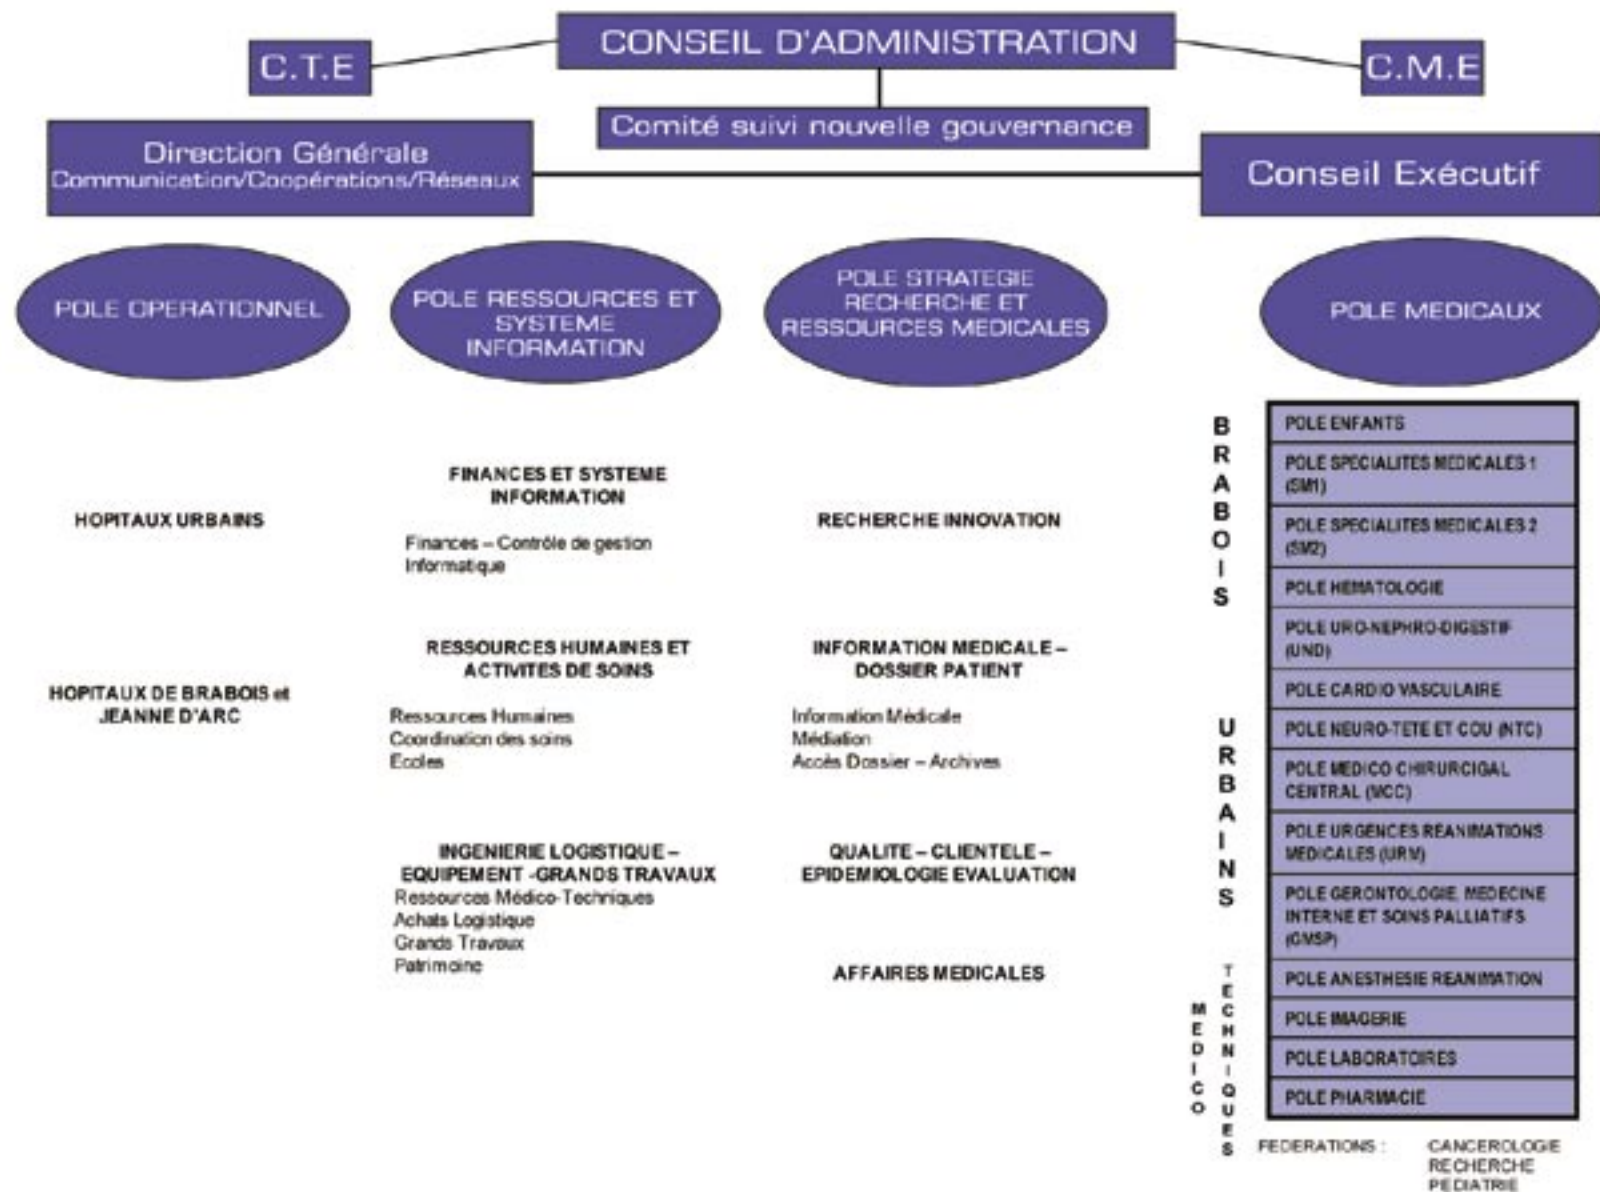 CONSEIL D'ADMINISTRATION
C.T.E
C.M.E
Comité suivi nouvelle gouvernance
Direction Générale
Communication/Coopérations/Réseaux
Conseil Exécutif
POLE OPERATIONNEL
POLE RESSOURCES ET
SYSTEME
INFORMATION
POLE STRATEGIE
RECHERCHE ET
RESSOURCES MEDICALES
POLE MEDICAUX
HOPITAUX URBAINS
HOPITAUX DE BRABOIS et
JEANNE D'ARC
FINANCES ET SYSTEME
INFORMATION
Finances – Contrôle de gestion
Informatique
RESSOURCES HUMAINES ET
ACTIVITES DE SOINS
Ressources Humaines
Coordination des soins
Ecoles
INGENIERIE LOGISTIQUE –
EQUIPEMENT -GRANDS TRAVAUX
Ressources Médico-Techniques
Achats Logistique
Grands Travaux
Patrimoine
RECHERCHE INNOVATION
INFORMATION MEDICALE –
DOSSIER PATIENT
Information Médicale
Médiation
Accès Dossier – Archives
QUALITE – CLIENTELE –
EPIDEMIOLOGIE EVALUATION
AFFAIRES MEDICALES
BRABOIS
POLE ENFANTS
POLE SPECIALITES MEDICALES 1
(SM1)
POLE SPECIALITES MEDICALES 2
(SM2)
POLE HEMATOLOGIE
POLE URO-NEPHRO-DIGESTIF
(UND)
POLE CARDIO VASCULAIRE
URBAINS
POLE NEURO-TETE ET COU (NTC)
POLE MEDICO CHIRURCIGAL
CENTRAL (MCC)
POLE URGENCES REANIMATIONS
MEDICALES (URM)
POLE GERONTOLOGIE, MEDECINE
INTERNE ET SOINS PALLIATIFS
(GMSP)
MEDICO
TECHNIQUES
POLE ANESTHESIE REANIMATION
POLE IMAGERIE
POLE LABORATOIRES
POLE PHARMACIE
FEDERATIONS : CANCEROLOGIE
RECHERCHE
PEDIATRIE